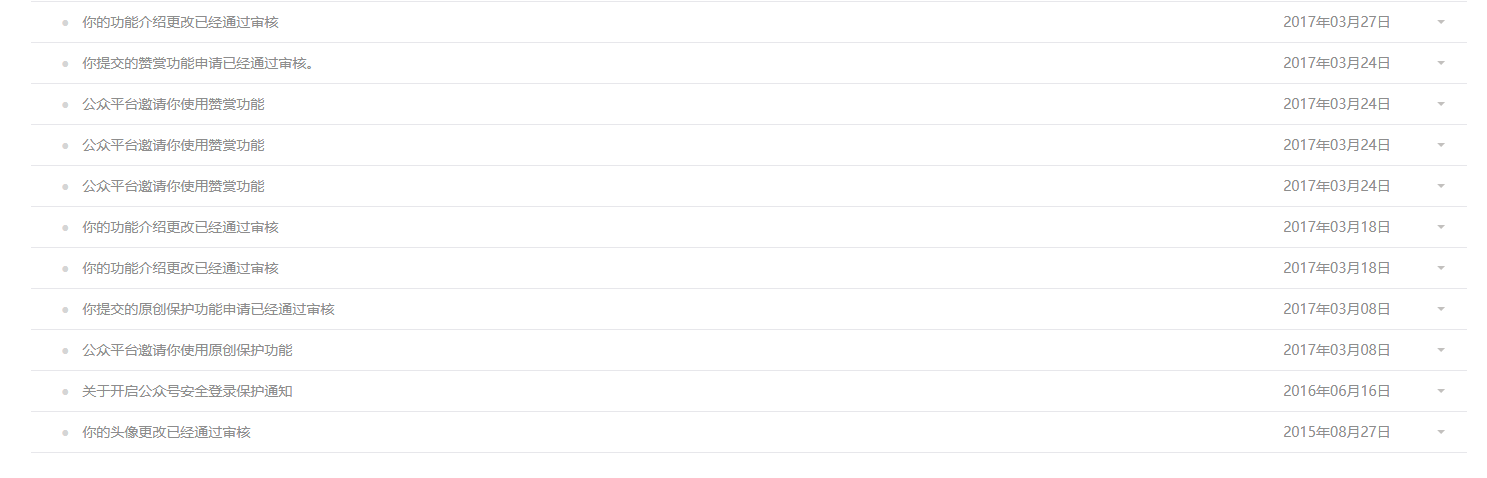 你的功能介绍更改已经通过审核 2017年03月27日
你提交的赞赏功能申请已经通过审核。 2017年03月24日
公众平台邀请你使用赞赏功能 2017年03月24日
公众平台邀请你使用赞赏功能 2017年03月24日
公众平台邀请你使用赞赏功能 2017年03月24日
你的功能介绍更改已经通过审核 2017年03月18日
你的功能介绍更改已经通过审核 2017年03月18日
你提交的原创保护功能申请已经通过审核 2017年03月08日
公众平台邀请你使用原创保护功能 2017年03月08日
关于开启公众号安全登录保护通知 2016年06月16日
你的头像更改已经通过审核 2015年08月27日